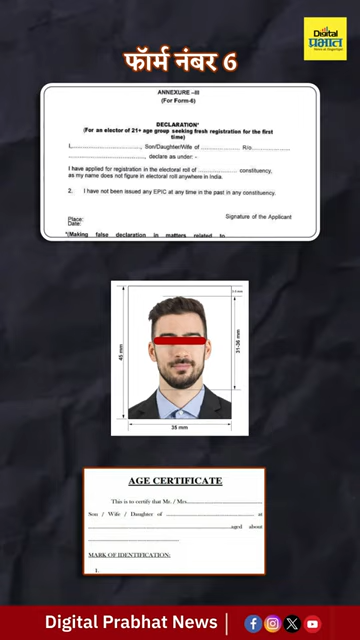 Digital
प्रभात
फॉर्म नंबर 6
ANNEXURE –III
(For Form-6)
DECLARATION*
(For an elector of 21+ age group seeking fresh registration for the first
time)
I,........................., Son/Daughter/Wife of ............................ R/o..............
............................................., declare as under: -
I have applied for registration in the electoral roll of ........................ constituency,
as my name does not figure in electoral roll anywhere in India.
2. I have not been issued any EPIC at any time in the past in any constituency.
Signature of the Applicant
Place:
Date:
*(Making false declaration in matters related to
45 mm
31-36 mm
35 mm
AGE CERTIFICATE
This is to certify that Mr. / Mrs..............................
Son / Wife / Daughter of ................................ at
..................................................aged about
................................
MARK OF IDENTIFICATION:
1.
Digital Prabhat News |